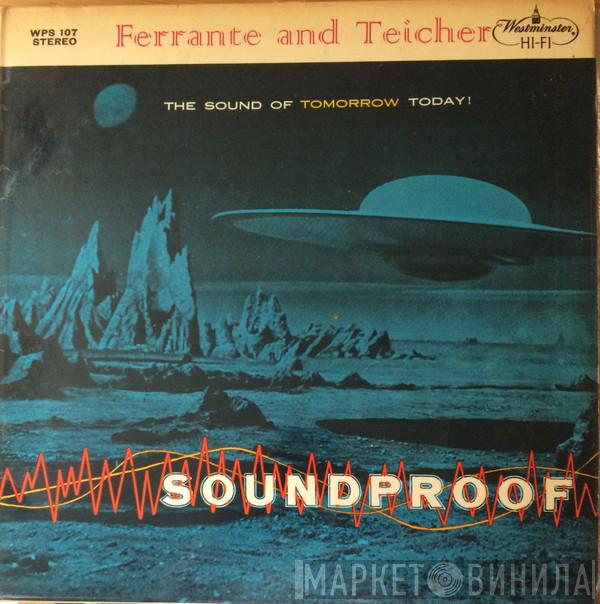 WPS 107
STEREO
Ferrante and Teicher
Westminster
HI-FI
THE SOUND OF TOMORROW TODAY!
SOUNDPROOF
МАРКЕТ ВИНИЛА